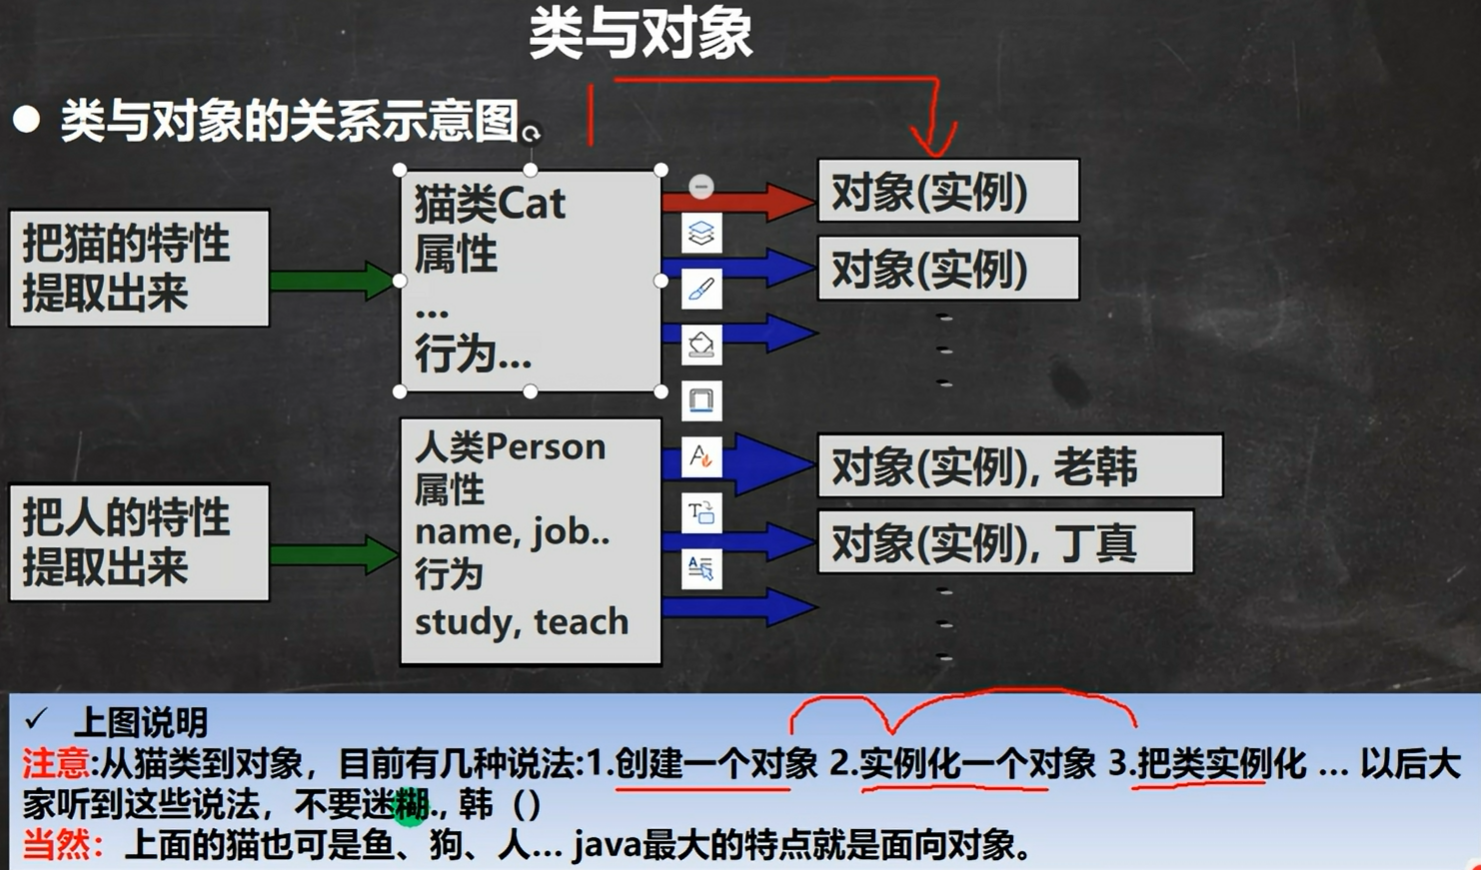 类与对象
● 类与对象的关系示意图
把猫的特性
提取出来
猫类Cat
属性
...
行为...
对象(实例)
对象(实例)
把人的特性
提取出来
人类Person
属性
name, job..
行为
study, teach
对象(实例), 老韩
对象(实例), 丁真
✓ 上图说明
注意:从猫类到对象，目前有几种说法:1.创建一个对象 2.实例化一个对象 3.把类实例化 ... 以后大
家听到这些说法，不要迷糊., 韩（）
当然：上面的猫也可是鱼、狗、人... java最大的特点就是面向对象。